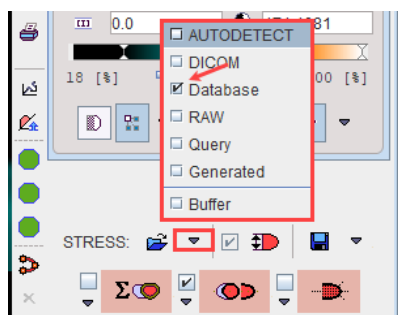 0.0
AUTODETECT
DICOM
18 [%]
00 [%]
Database
RAW
Query
Generated
Buffer
STRESS:
Σ